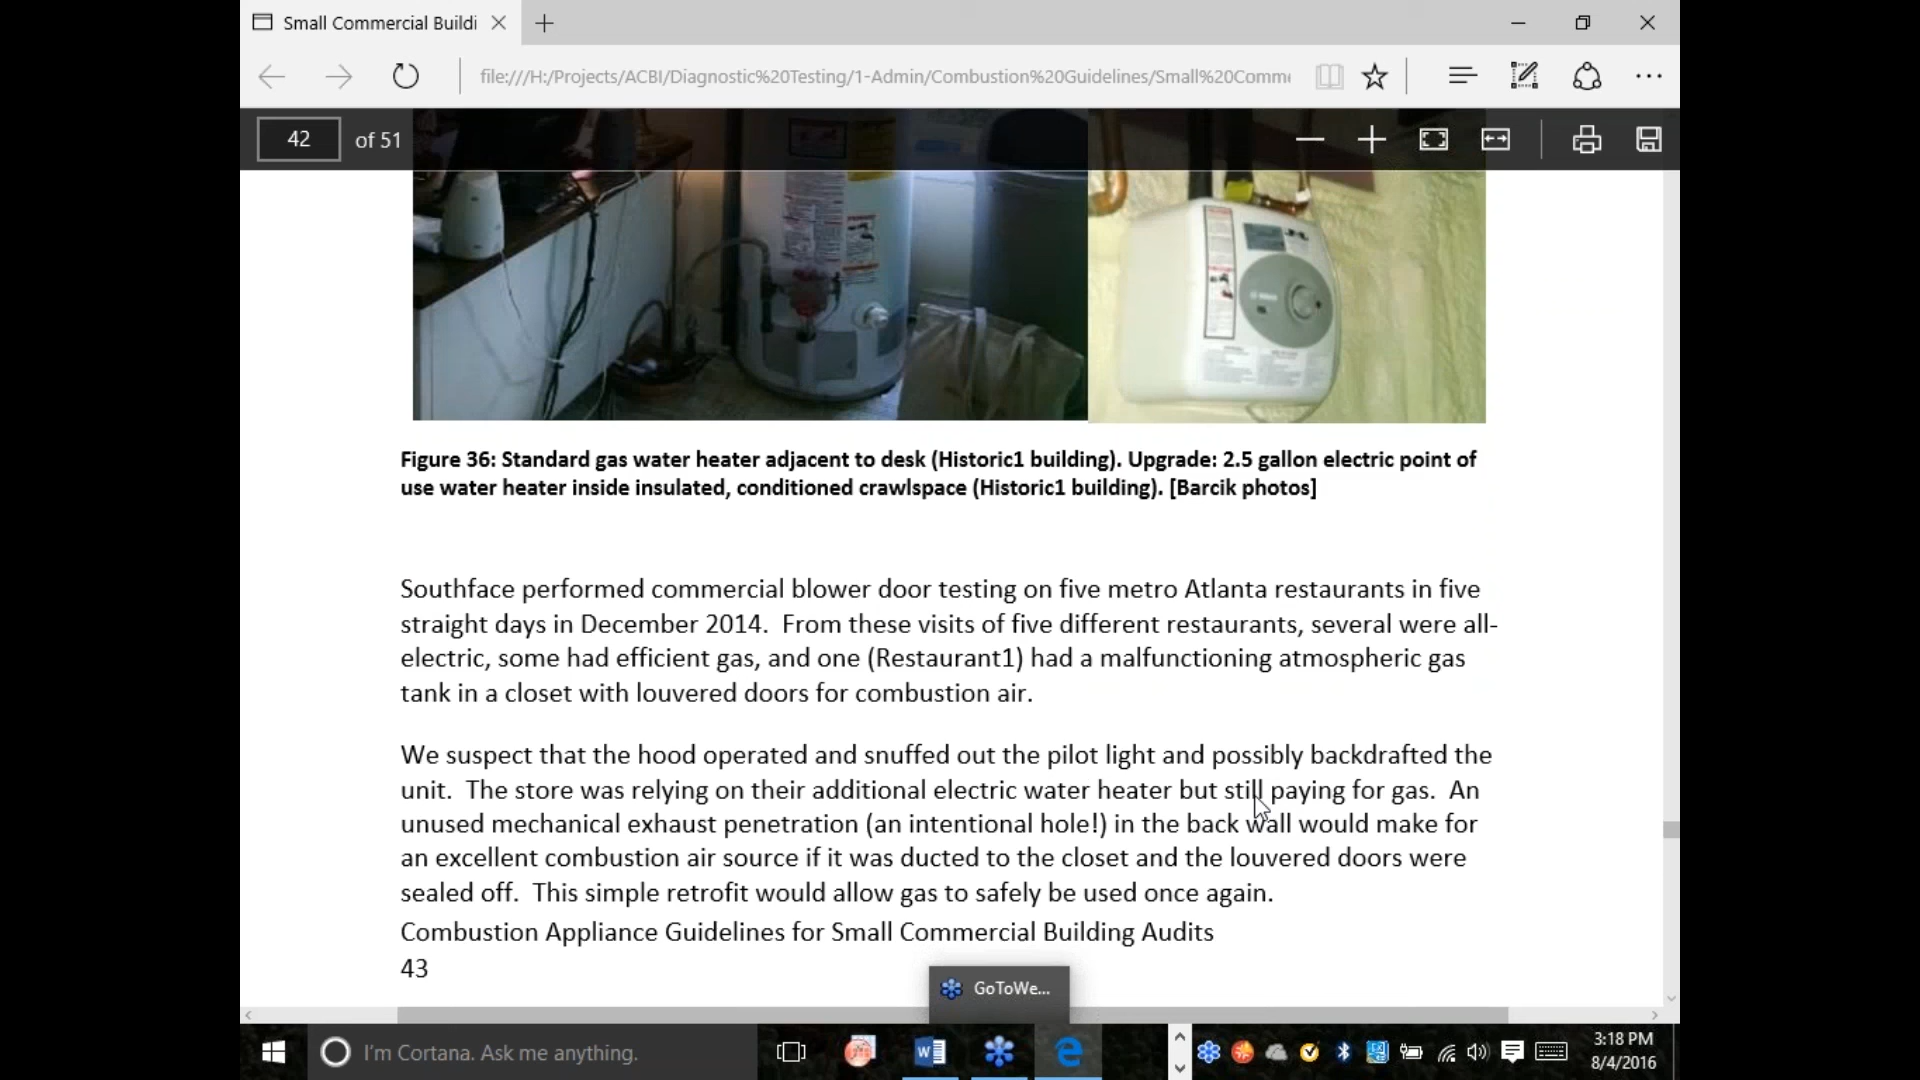 Small Commercial Buildi
file:///H:/Projects/ACBI/Diagnostic%20Testing/1-Admin/Combustion%20Guidelines/Small%20Comme
42 of 51
Figure 36: Standard gas water heater adjacent to desk (Historic1 building). Upgrade: 2.5 gallon electric point of
use water heater inside insulated, conditioned crawlspace (Historic1 building). [Barcik photos]
Southface performed commercial blower door testing on five metro Atlanta restaurants in five
straight days in December 2014.  From these visits of five different restaurants, several were all-
electric, some had efficient gas, and one (Restaurant1) had a malfunctioning atmospheric gas
tank in a closet with louvered doors for combustion air.
We suspect that the hood operated and snuffed out the pilot light and possibly backdrafted the
unit.  The store was relying on their additional electric water heater but still paying for gas.  An
unused mechanical exhaust penetration (an intentional hole!) in the back wall would make for
an excellent combustion air source if it was ducted to the closet and the louvered doors were
sealed off.  This simple retrofit would allow gas to safely be used once again.
Combustion Appliance Guidelines for Small Commercial Building Audits
43
GoToWe...
I'm Cortana. Ask me anything.
3:18 PM
8/4/2016